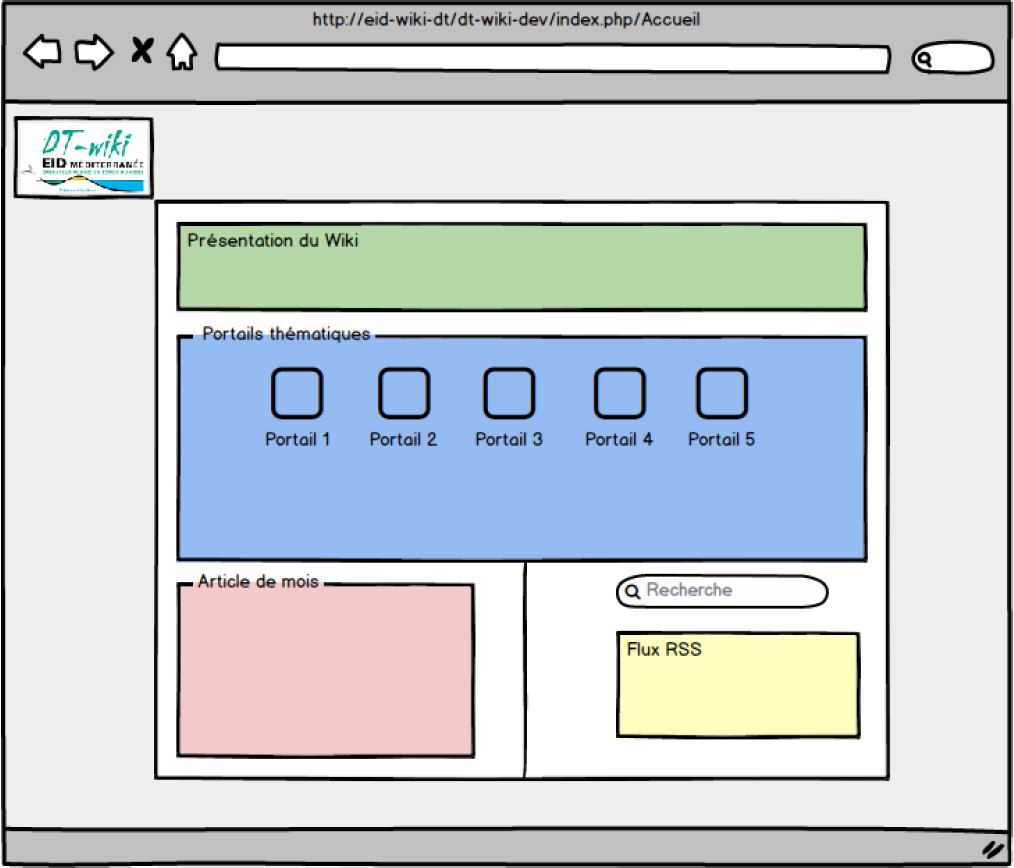 http://eid-wiki-dt/dt-wiki-dev/index.php/Accueil
DT-wiki
EID MÉDITERRANÉE
Présentation du Wiki
Portails thématiques
Portail 1 Portail 2 Portail 3 Portail 4 Portail 5
Article de mois
Recherche
Flux RSS